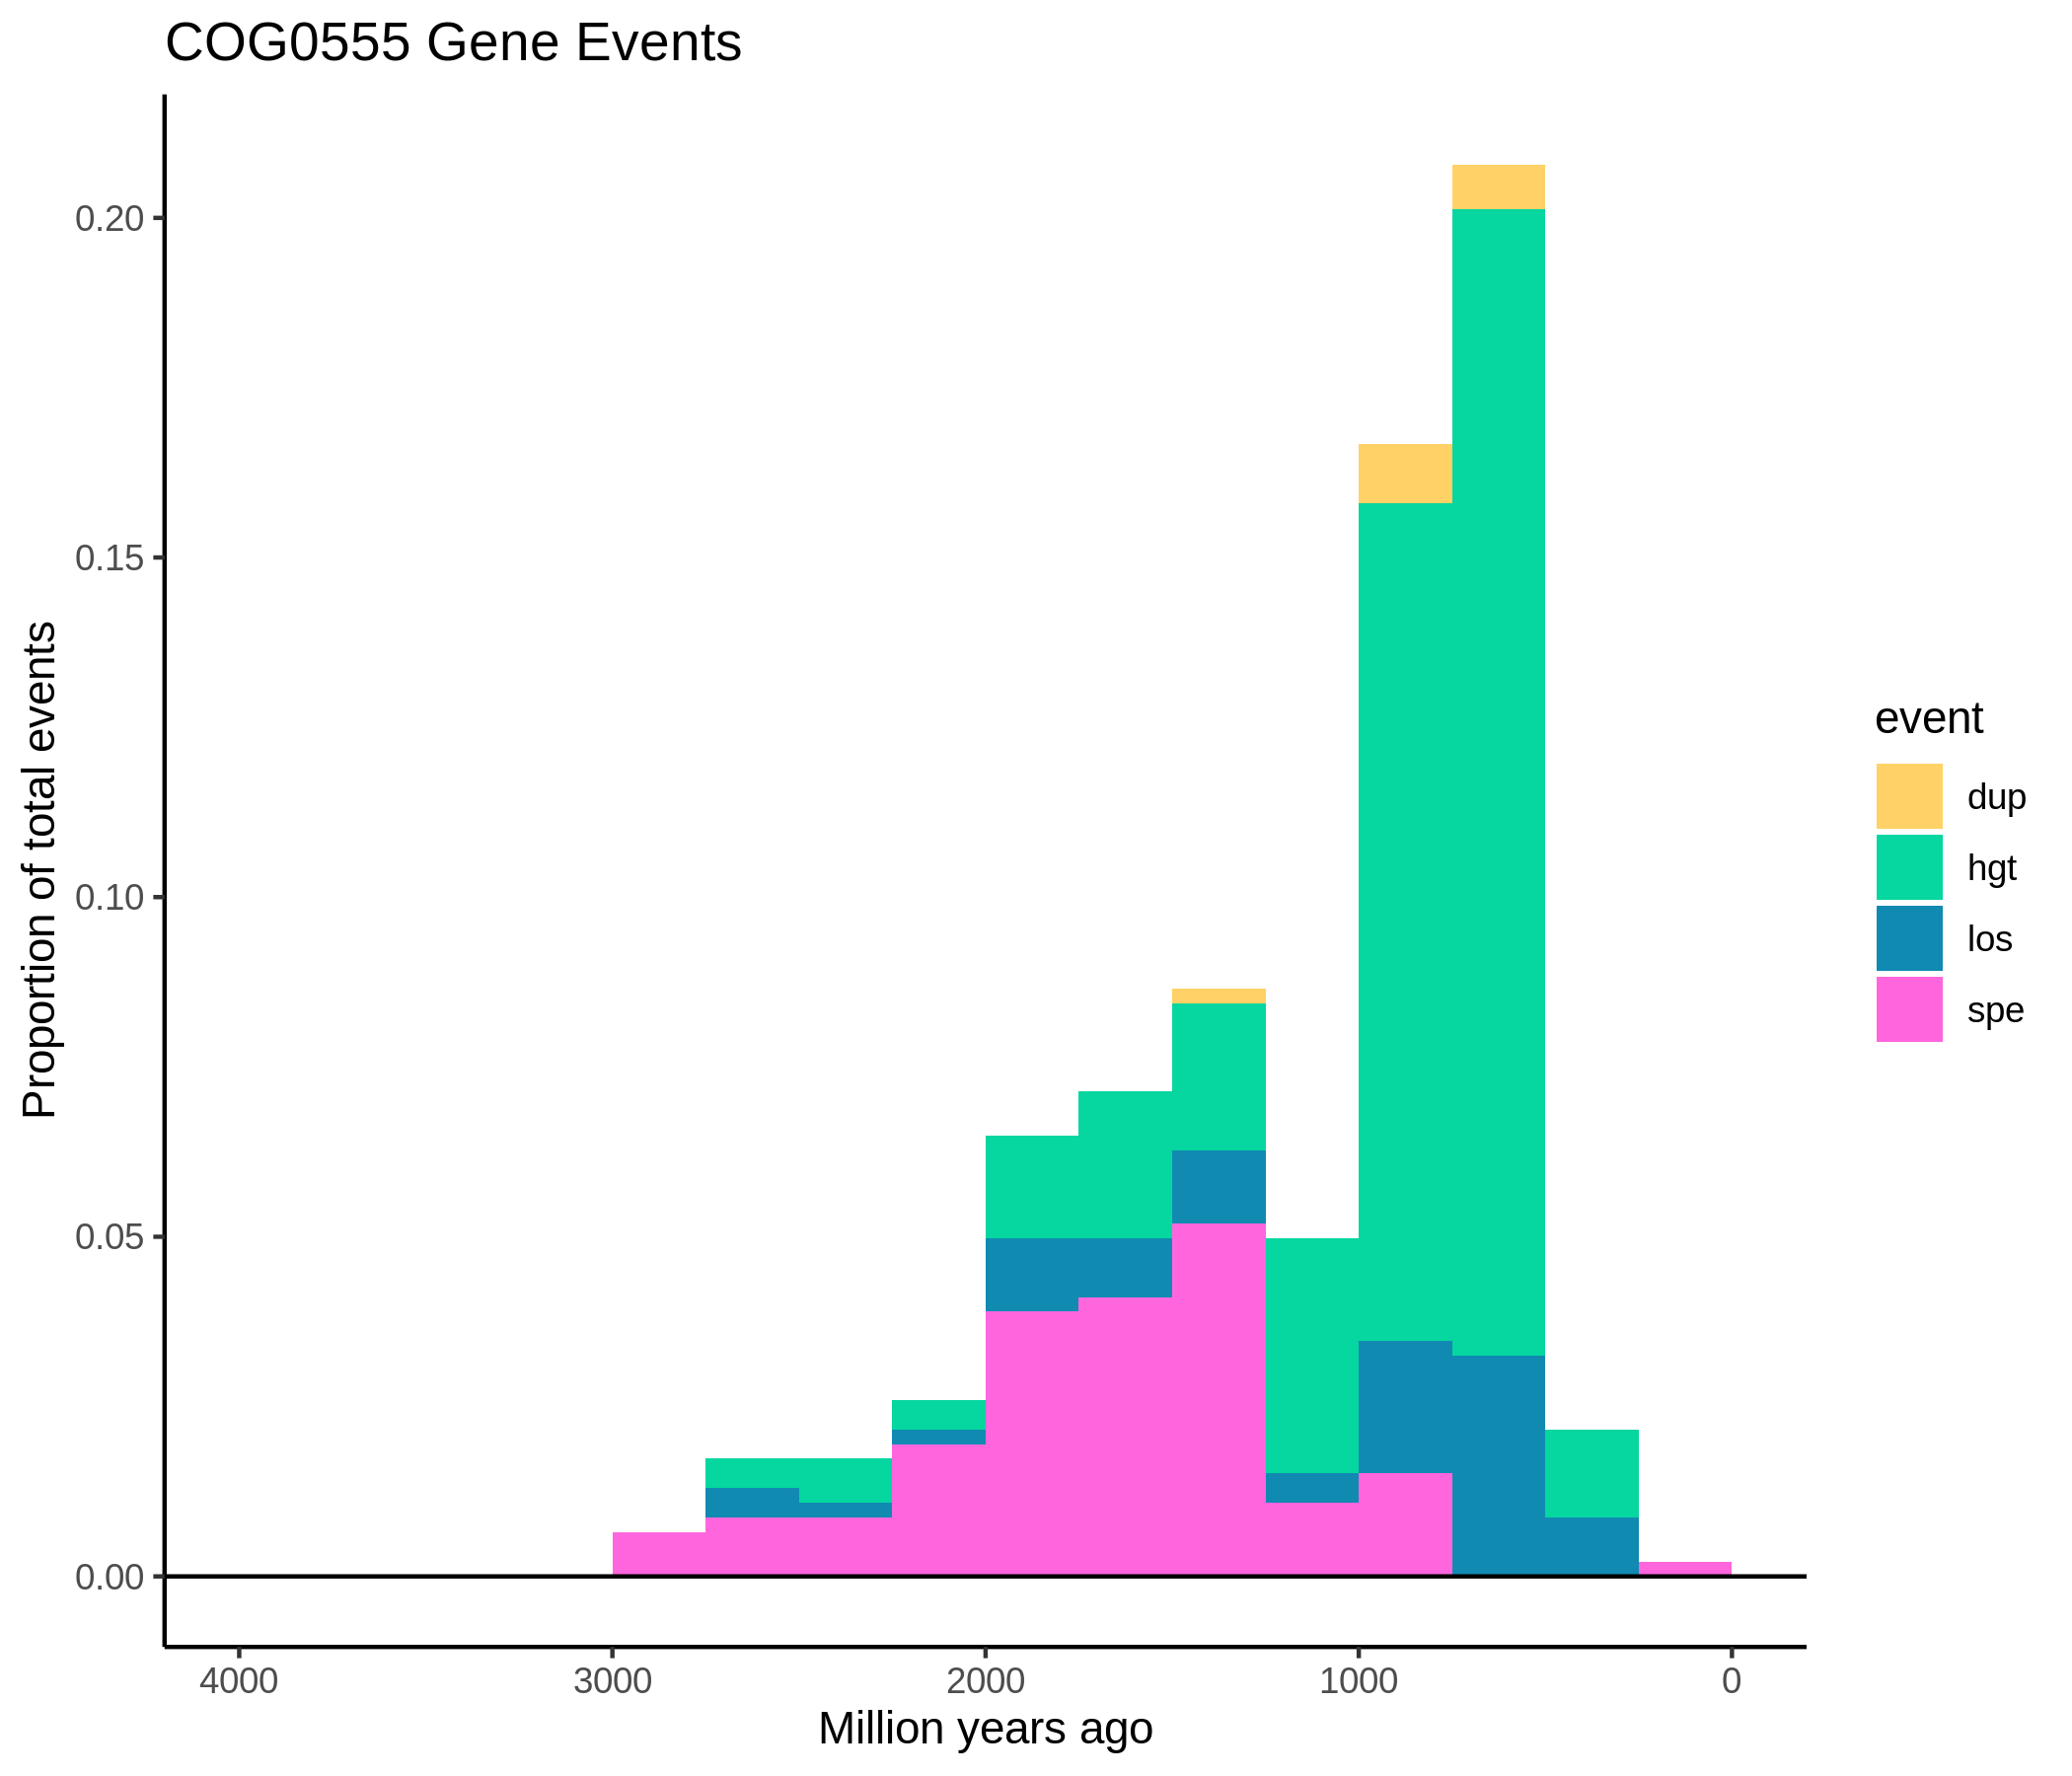 COG0555 Gene Events
Proportion of total events
0.20
0.15
0.10
0.05
0.00
4000 3000 2000 1000 0
Million years ago
event
dup
hgt
los
spe